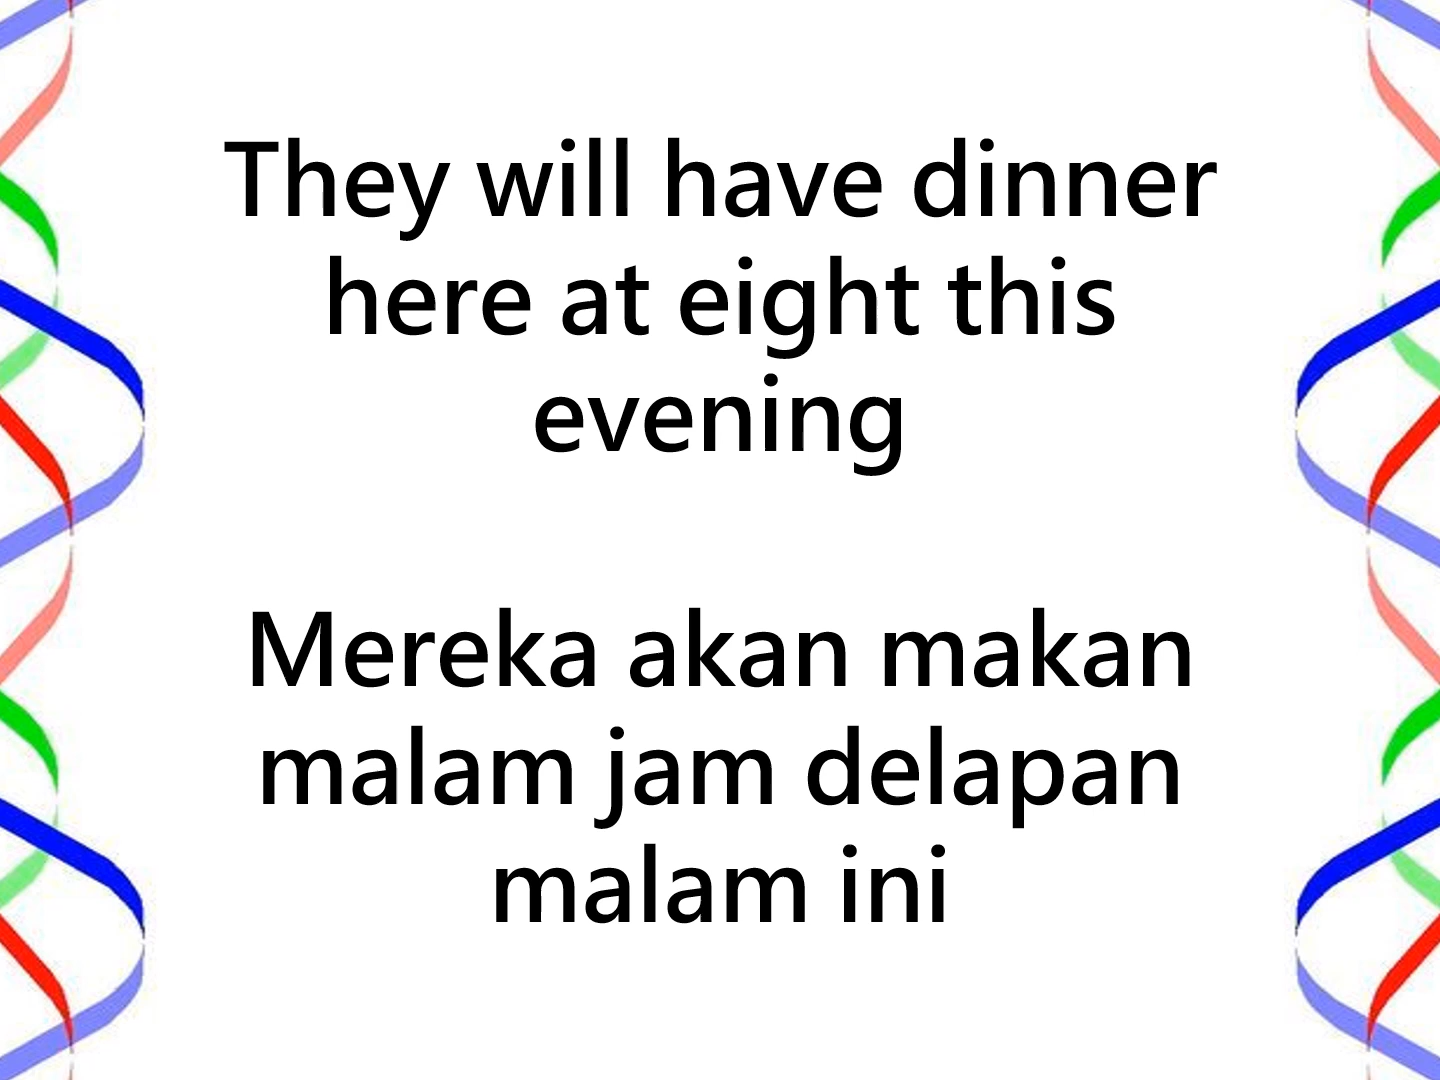 They will have dinner
here at eight this
evening
Mereka akan makan
malam jam delapan
malam ini